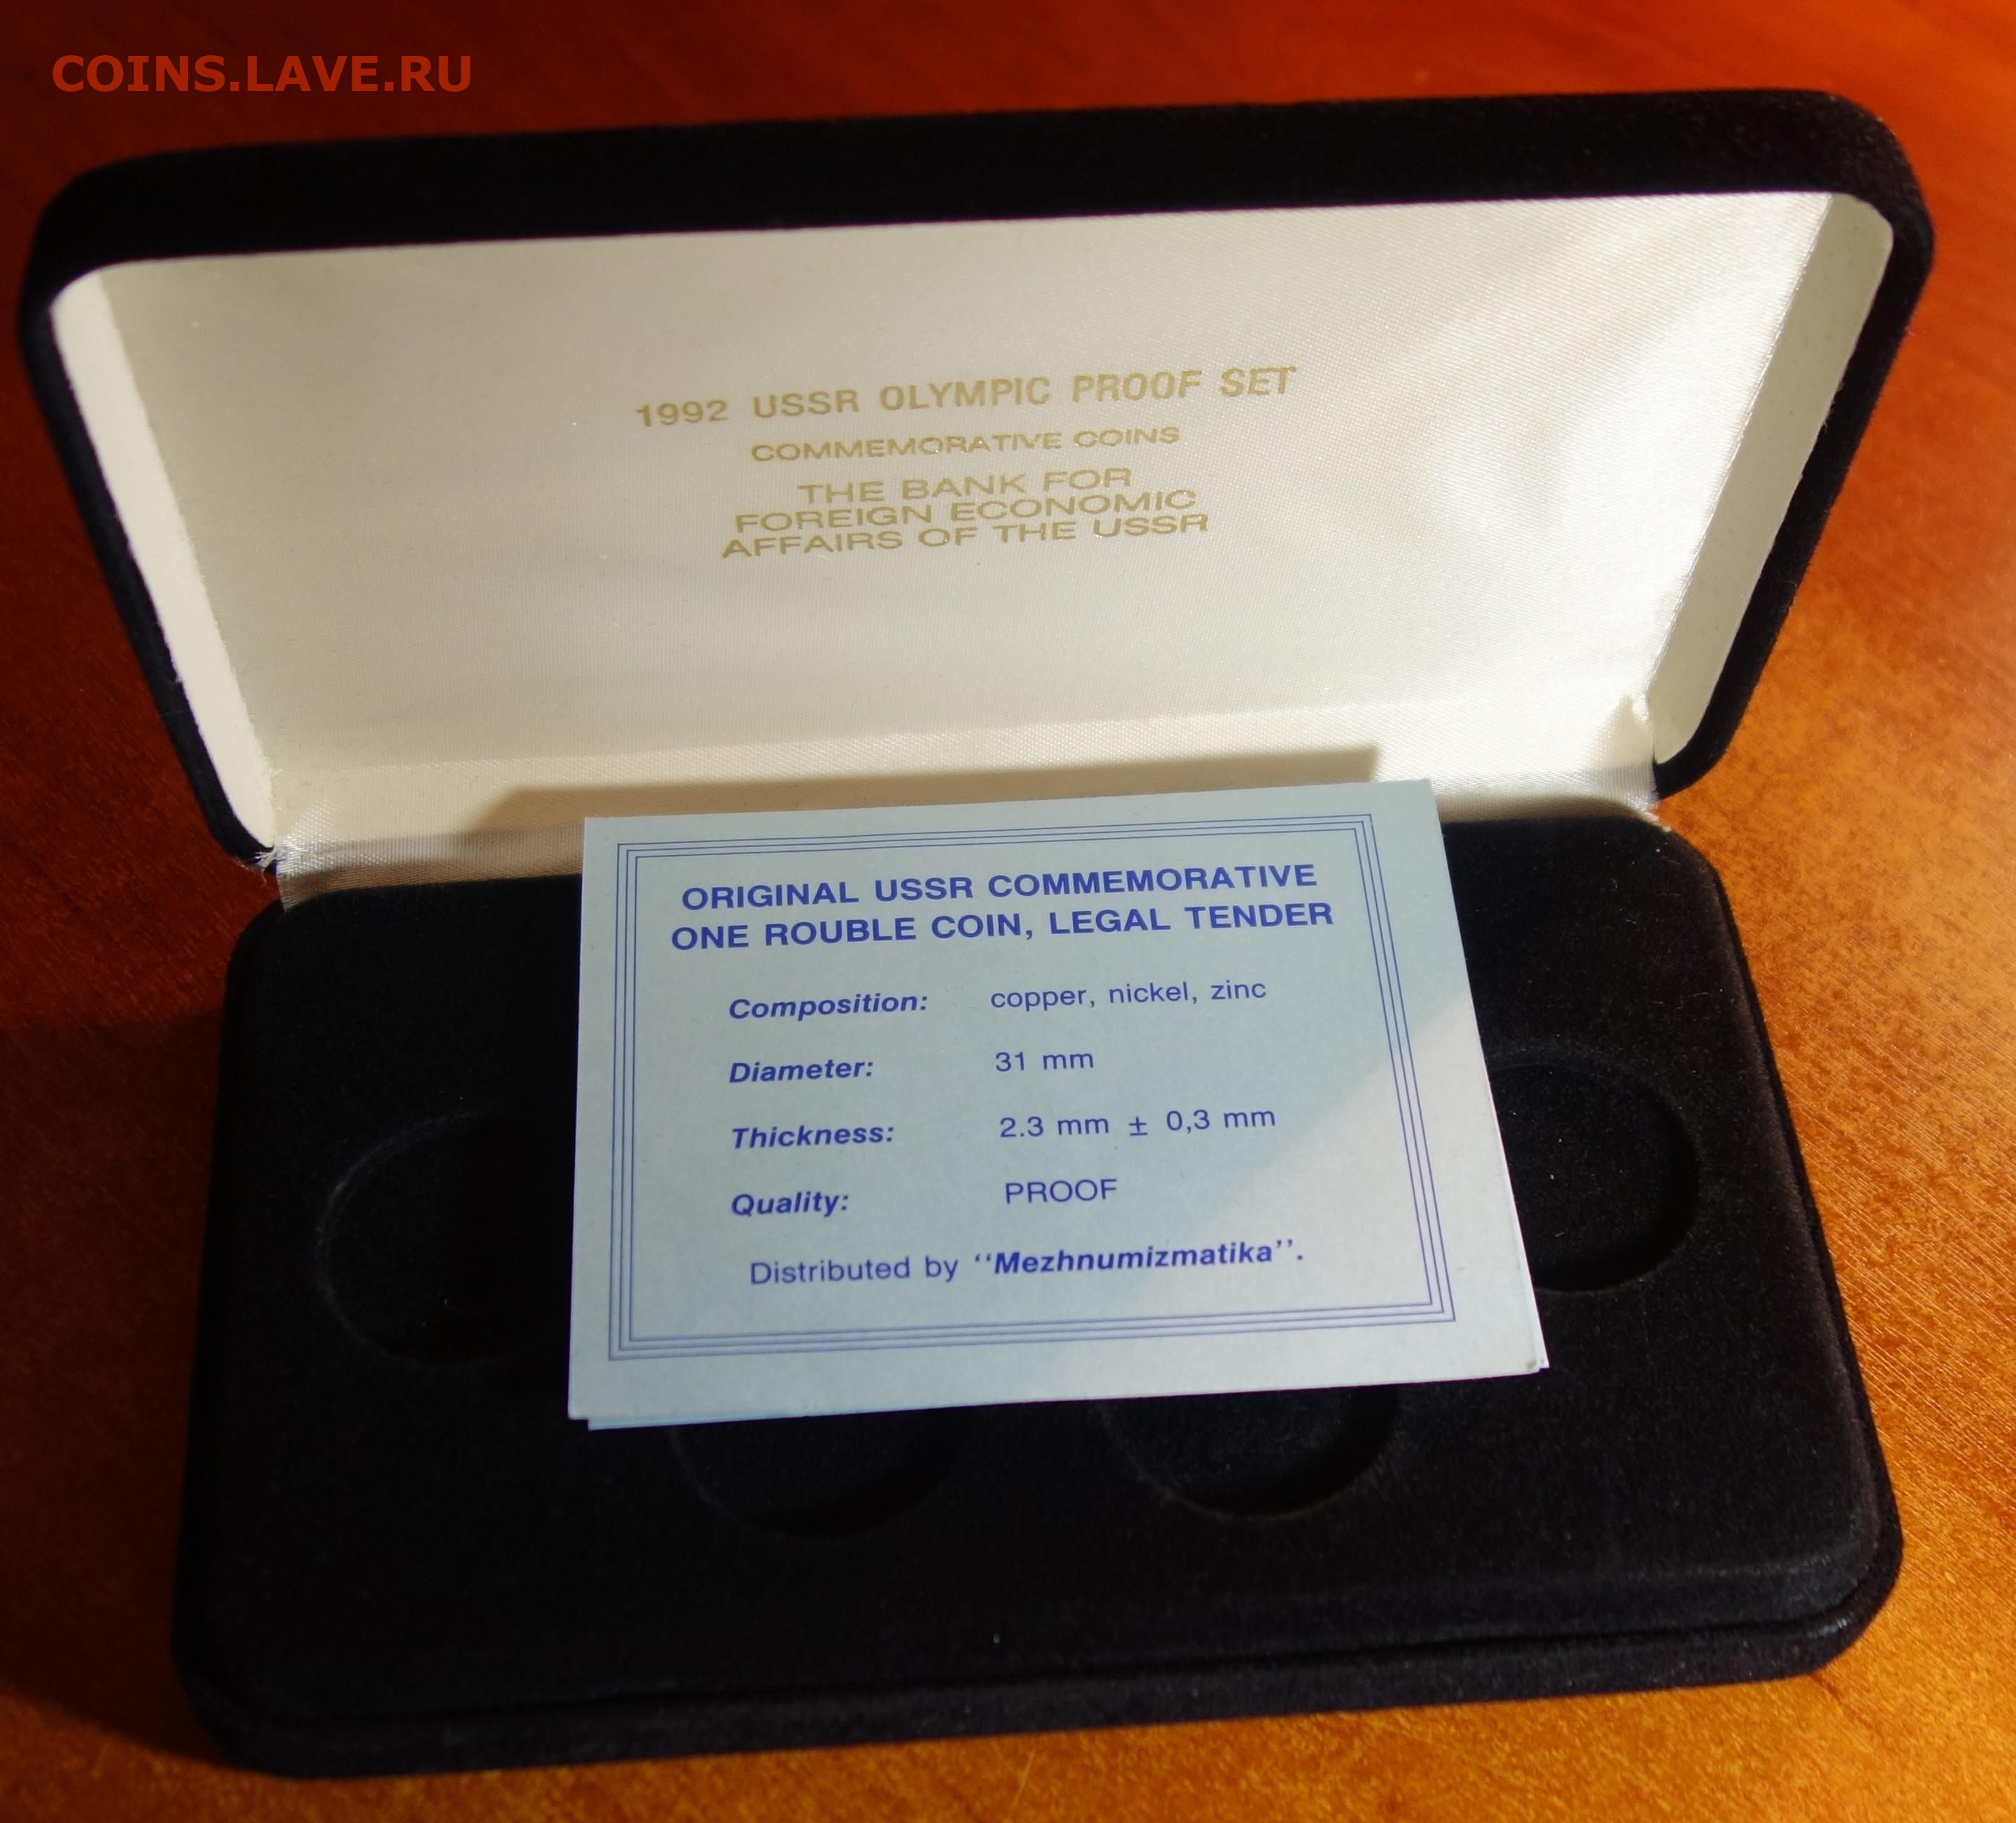 COINS.LAVE.RU
1992 USSR OLYMPIC PROOF SET
COMMEMORATIVE COINS
THE BANK FOR
FOREIGN ECONOMIC
AFFAIRS OF THE USSR
ORIGINAL USSR COMMEMORATIVE
ONE ROUBLE COIN, LEGAL TENDER
Composition: copper, nickel, zinc
Diameter: 31 mm
Thickness: 2.3 mm ± 0,3 mm
Quality: PROOF
Distributed by ‘‘Mezhnumizmatika’’.